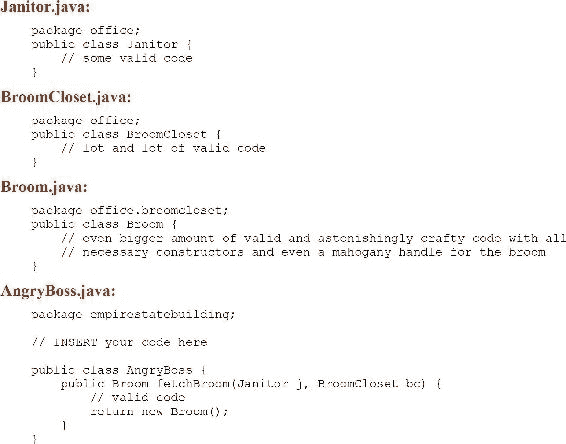 Janitor.java:
package office;
public class Janitor {
// some valid code
}
BroomCloset.java:
package office;
public class BroomCloset {
// lot and lot of valid code
}
Broom.java:
package office.broomcloset;
public class Broom {
// even bigger amount of valid and astonishingly crafty code with all
// necessary constructors and even a mahogany handle for the broom
}
AngryBoss.java:
package empirestatebuilding;
// INSERT your code here
public class AngryBoss {
public Broom fetchBroom(Janitor j, BroomCloset bc) {
// valid code
return new Broom();
}
}